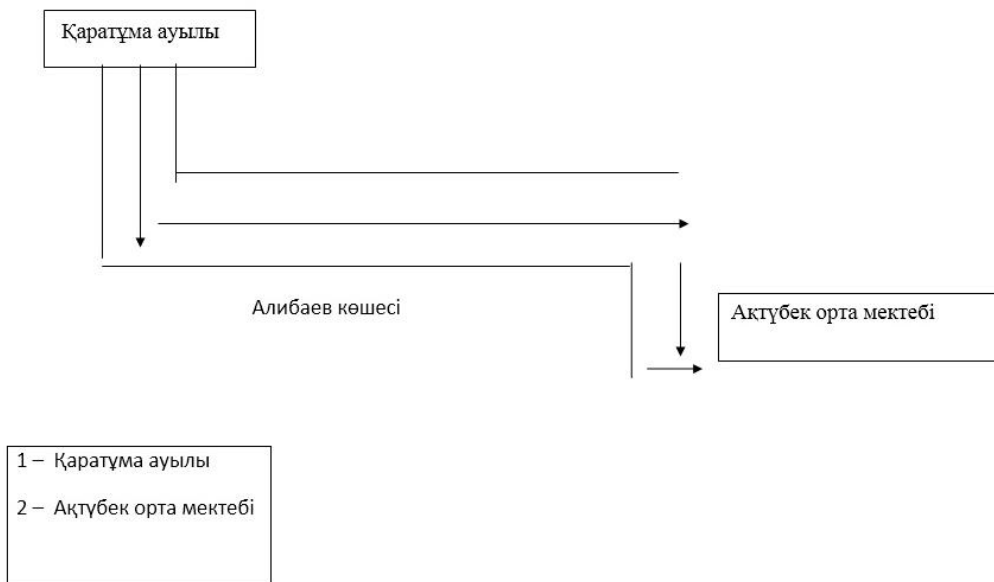 Қаратұма ауылы
Алибаев көшесі
Ақтүбек орта мектебі
1 – Қаратұма ауылы
2 – Ақтүбек орта мектебі